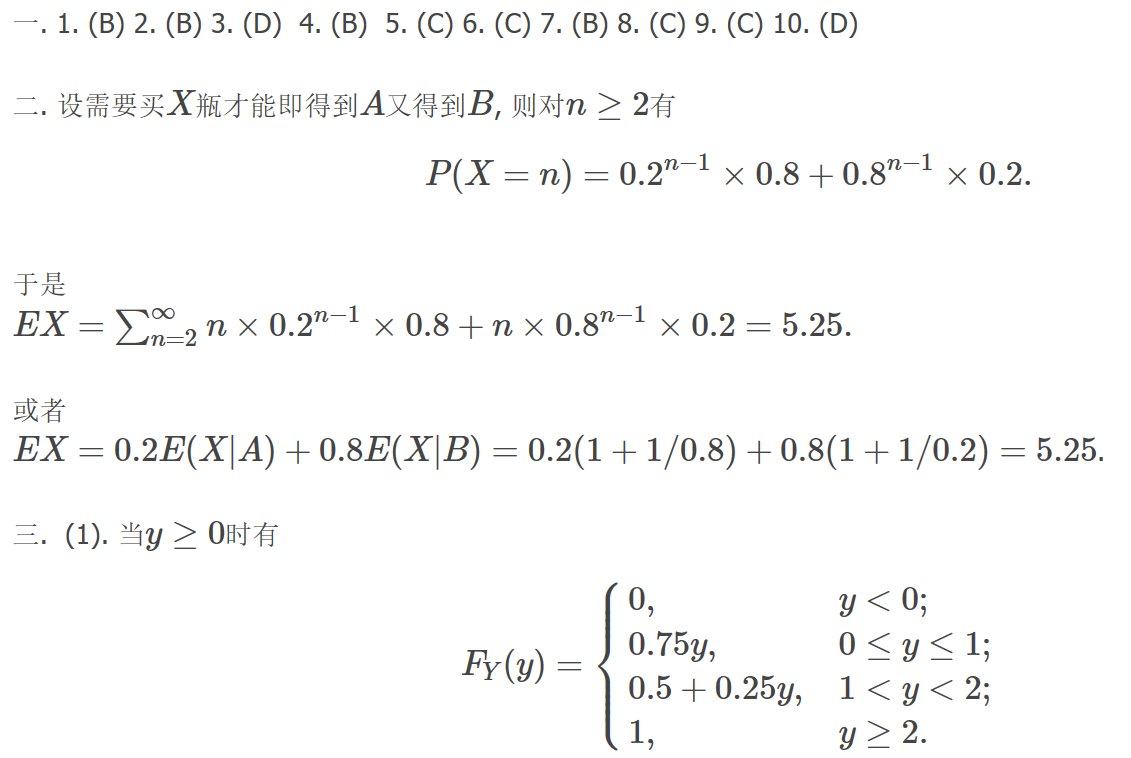 一. 1. (B) 2. (B) 3. (D) 4. (B) 5. (C) 6. (C) 7. (B) 8. (C) 9. (C) 10. (D)
二. 设需要买X瓶才能即得到A又得到B, 则对n ≥ 2有
P(X = n) = 0.2^{n−1} × 0.8 + 0.8^{n−1} × 0.2.
于是
EX = ∑_{n=2}^{∞} n × 0.2^{n−1} × 0.8 + n × 0.8^{n−1} × 0.2 = 5.25.
或者
EX = 0.2E(X|A) + 0.8E(X|B) = 0.2(1 + 1/0.8) + 0.8(1 + 1/0.2) = 5.25.
三. (1). 当y ≥ 0时有
F_Y(y) = {
0, y < 0;
0.75y, 0 ≤ y ≤ 1;
0.5 + 0.25y, 1 < y < 2;
1, y ≥ 2.